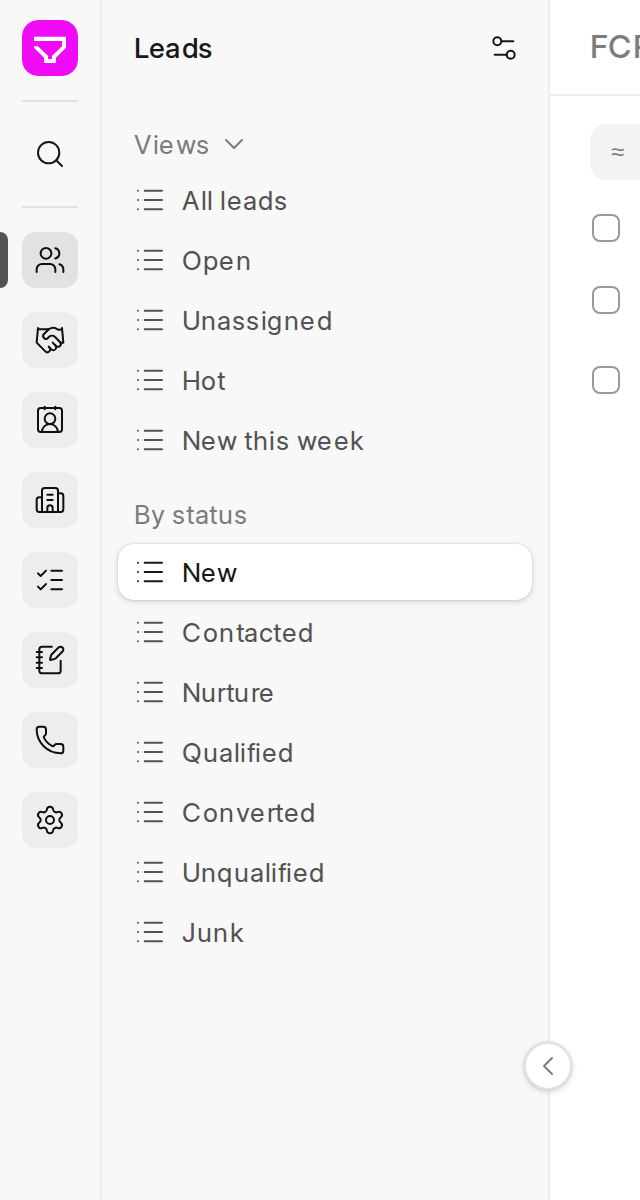 Leads
Views
All leads
Open
Unassigned
Hot
New this week
By status
New
Contacted
Nurture
Qualified
Converted
Unqualified
Junk
≈